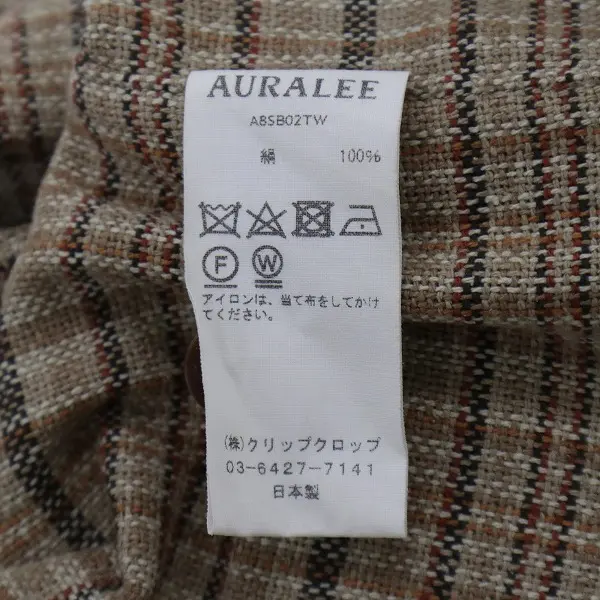 AURALEE
A8SB02TW
絹 100%
F W
アイロンは、当て布をしてかけ
てください。
(株)クリップクロップ
03-6427-7141
日本製